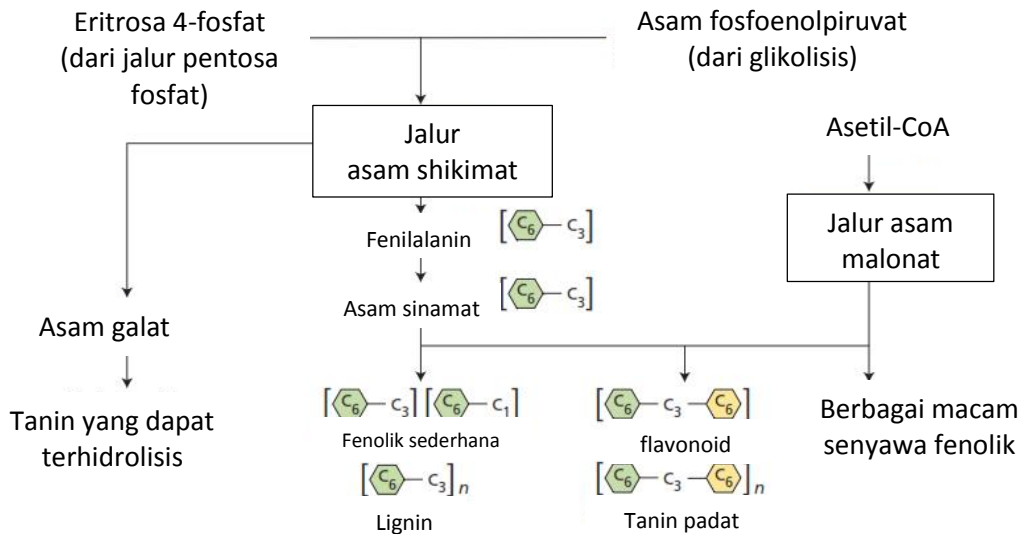 Eritrosa 4-fosfat
(dari jalur pentosa
fosfat)
Asam fosfoenolpiruvat
(dari glikolisis)
Jalur
asam shikimat
Asetil-CoA
Jalur asam
malonat
Fenilalanin
[C6 — C3]
Asam sinamat
[C6 — C3]
Asam galat
Tanin yang dapat
terhidrolisis
[C6 — C3] [C6 — C1]
Fenolik sederhana
[C6 — C3]n
Lignin
[C6 — C3 — C6]
flavonoid
[C6 — C3 — C6]n
Tanin padat
Berbagai macam
senyawa fenolik